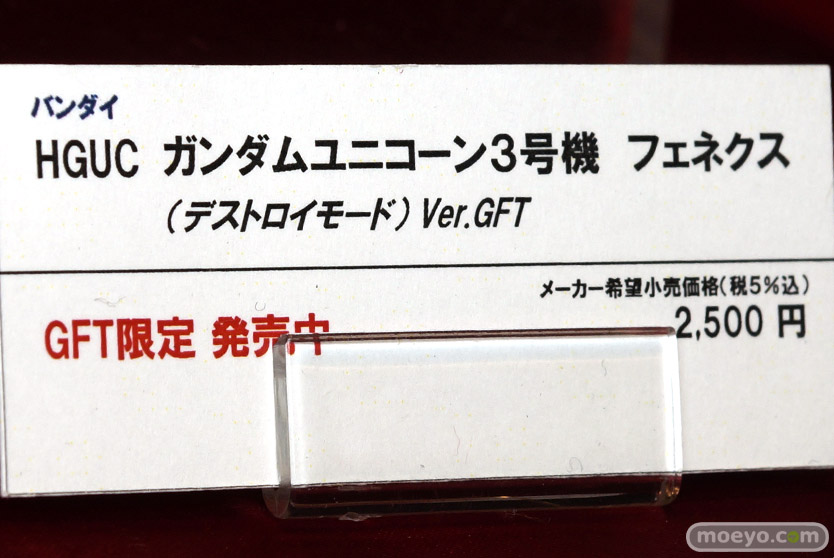 バンダイ
HGUC ガンダムユニコーン3号機 フェネクス
(デストロイモード) Ver.GFT
メーカー希望小売価格(税5%込)
GFT限定 発売中
2,500 円
moeyo.com